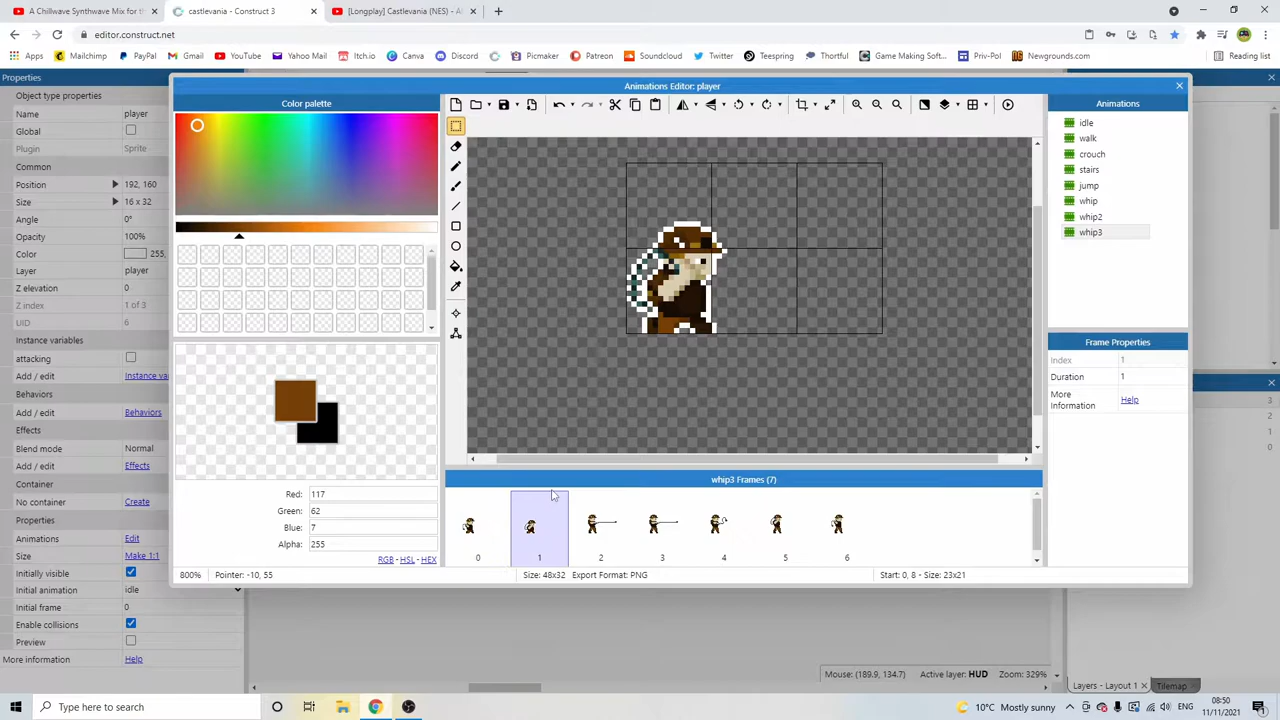 A Chillwave Synthwave Mix for th
castlevania - Construct 3
[Longplay] Castlevania (NES) - A
editor.construct.net
Apps
Mailchimp
PayPal
Gmail
YouTube
Yahoo Mail
Itch.io
Canva
Discord
Picmaker
Patreon
Soundcloud
Twitter
Teespring
Thortful
Game Making Soft...
Priv-Pol
Newgrounds.com
Reading list
Properties
Object type properties
Name player
Global
Plugin Sprite
Common
Position 192, 160
Size 16 x 32
Angle 0°
Opacity 100%
Color 255,
Layer player
Z elevation 0
Z index 1 of 3
UID 6
Instance variables
attacking
Add / edit Instance va
Behaviors
Add / edit Behaviors
Effects
Blend mode Normal
Add / edit Effects
Container
No container Create
Properties
Animations Edit
Size Make 1:1
Initially visible
Initial animation idle
Initial frame 0
Enable collisions
Preview
More information Help
Animations Editor: player
Color palette
Red: 117
Green: 62
Blue: 7
Alpha: 255
RGB - HSL - HEX
whip3 Frames (7)
0 1 2 3 4 5 6
800% Pointer: -10, 55
Size: 48x32 Export Format: PNG
Start: 0, 8 - Size: 23x21
Animations
idle
walk
crouch
stairs
jump
whip
whip2
whip3
Frame Properties
Index 1
Duration 1
More Information Help
3
2
1
0
Mouse: (189.9, 134.7) Active layer: HUD Zoom: 329%
Layers - Layout 1
Tilemap
Type here to search
10°C Mostly sunny
ENG
08:50
11/11/2021
1